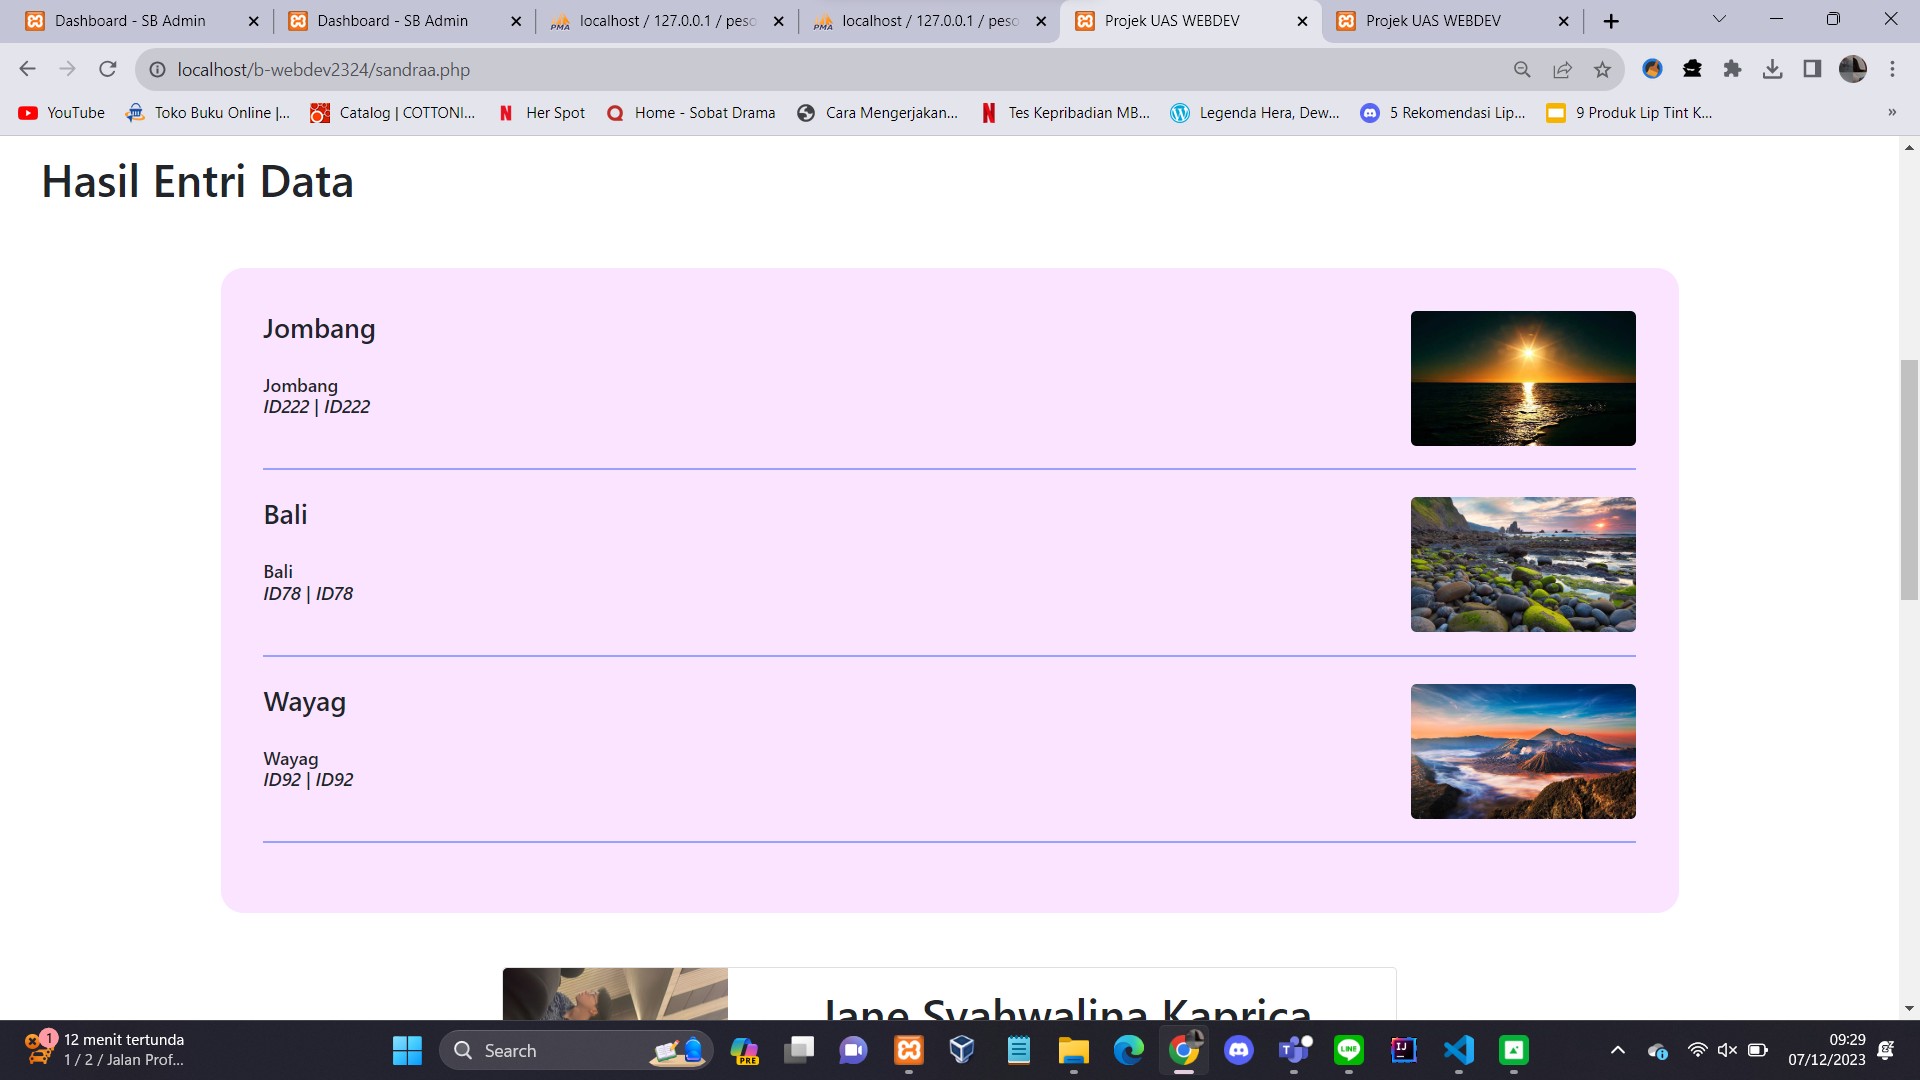 Dashboard - SB Admin
Dashboard - SB Admin
localhost / 127.0.0.1 / peso
localhost / 127.0.0.1 / peso
Projek UAS WEBDEV
Projek UAS WEBDEV
localhost/b-webdev2324/sandraa.php
YouTube
Toko Buku Online |...
Catalog | COTTONI...
Her Spot
Home - Sobat Drama
Cara Mengerjakan...
Tes Kepribadian MB...
Legenda Hera, Dew...
5 Rekomendasi Lip...
9 Produk Lip Tint K...
»
Hasil Entri Data
Jombang
Jombang
ID222 | ID222
Bali
Bali
ID78 | ID78
Wayag
Wayag
ID92 | ID92
Jane Syahwalina Kaprica
1
12 menit tertunda
1 / 2 / Jalan Prof...
Search
PRE
LINE
IJ
09:29
07/12/2023